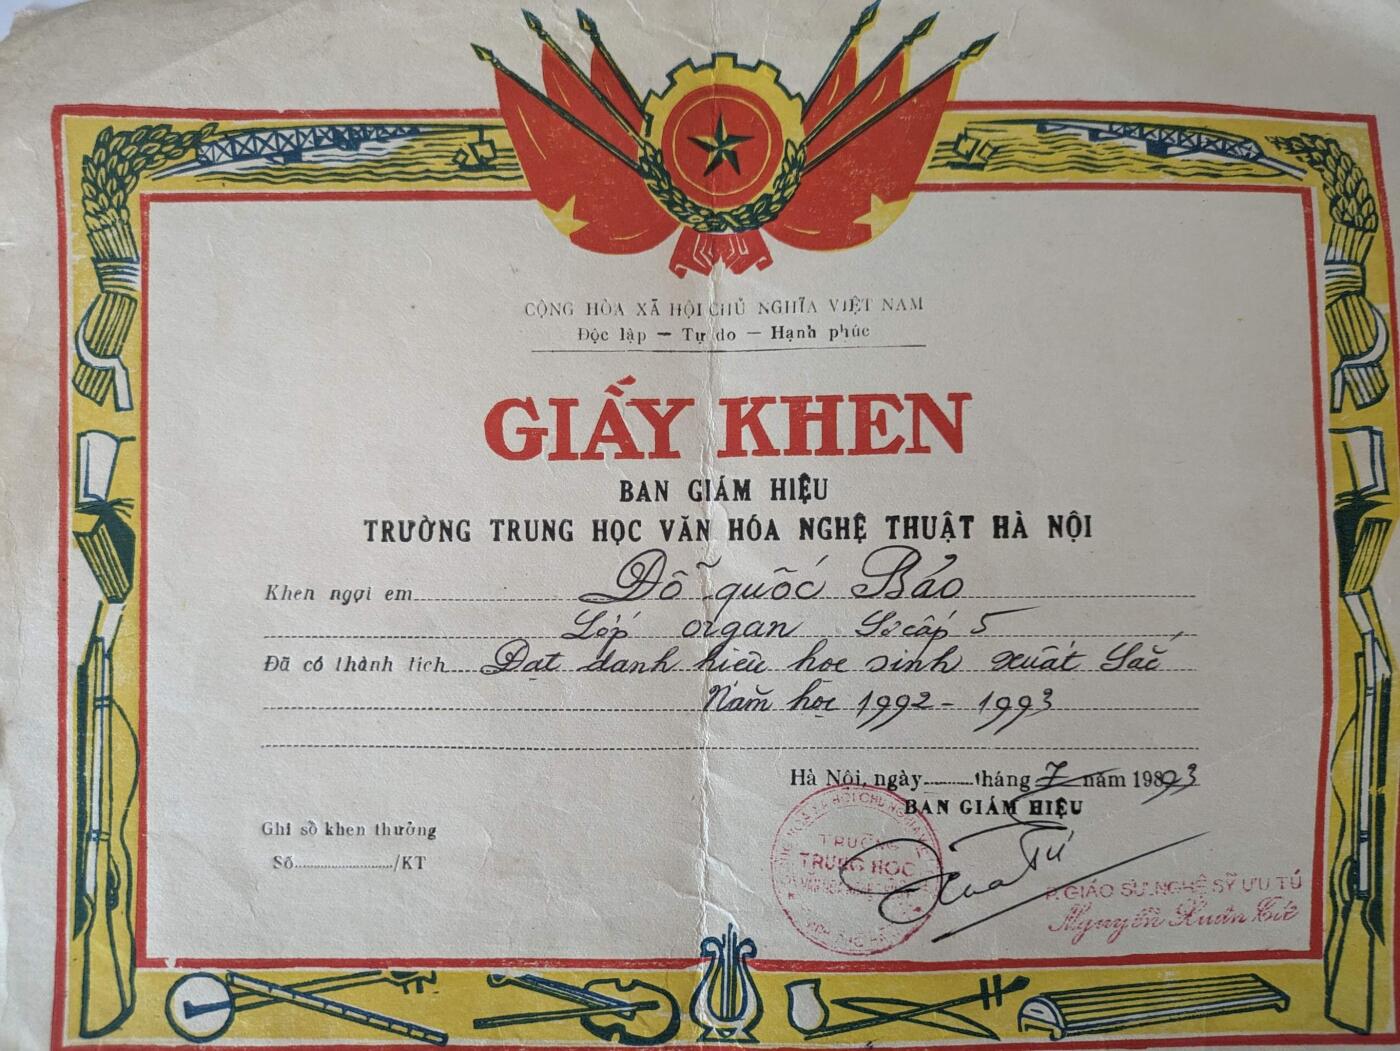 CỘNG HÒA XÃ HỘI CHỦ NGHĨA VIỆT NAM
Độc lập — Tự do — Hạnh phúc
GIẤY KHEN
BAN GIÁM HIỆU
TRƯỜNG TRUNG HỌC VĂN HÓA NGHỆ THUẬT HÀ NỘI
Khen ngợi em Đỗ quốc Bảo
Lớp organ Sơ cấp 5
Đã có thành tích Đạt danh hiệu học sinh xuất Sắc
Năm học 1992 - 1993
Hà Nội, ngày tháng 7 năm 1993
BAN GIÁM HIỆU
Ghi sổ khen thưởng
Số /KT
TRƯỜNG
TRUNG HỌC
P. GIÁO SƯ. NGHỆ SỸ ƯU TÚ
Nguyễn Xuân Tứ